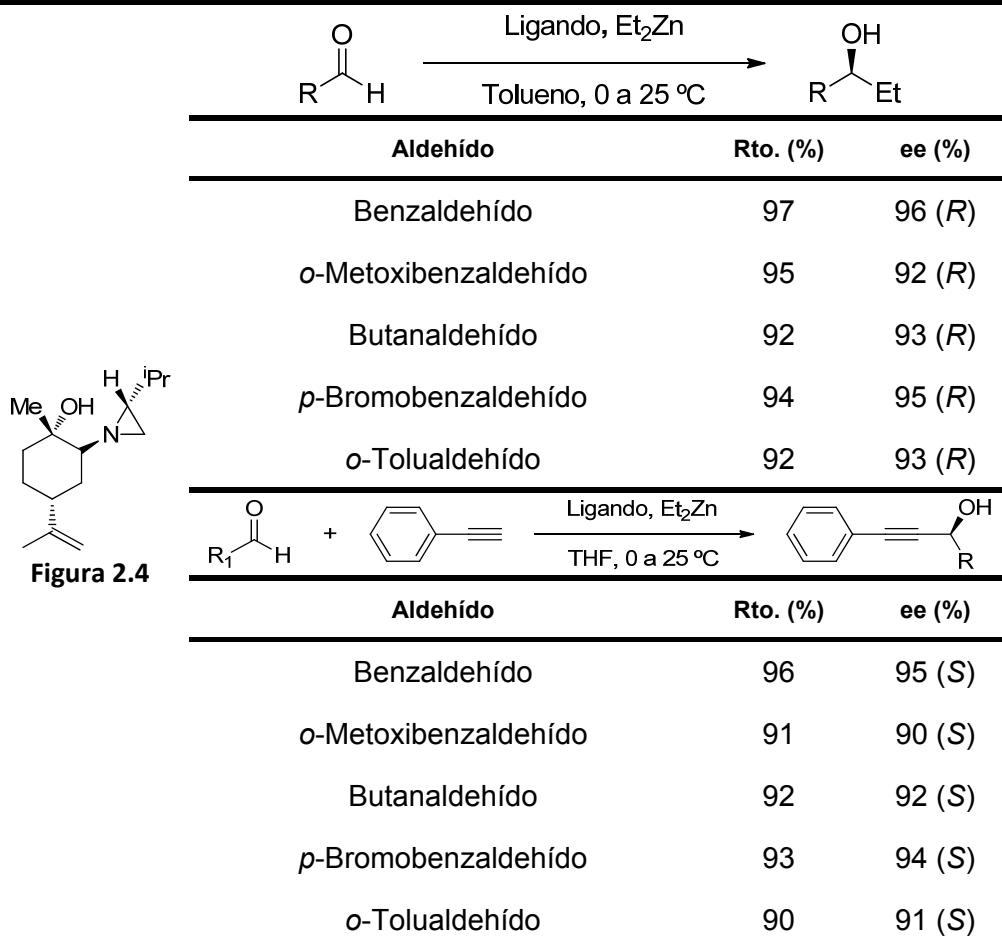 O
R H
Ligando, Et2Zn
Tolueno, 0 a 25 ºC
OH
R Et
Aldehído Rto. (%) ee (%)
Benzaldehído 97 96 (R)
o-Metoxibenzaldehído 95 92 (R)
Butanaldehído 92 93 (R)
p-Bromobenzaldehído 94 95 (R)
o-Tolualdehído 92 93 (R)
H iPr
Me OH
N
Figura 2.4
O
R1 H
+
Ligando, Et2Zn
THF, 0 a 25 ºC
OH
R
Aldehído Rto. (%) ee (%)
Benzaldehído 96 95 (S)
o-Metoxibenzaldehído 91 90 (S)
Butanaldehído 92 92 (S)
p-Bromobenzaldehído 93 94 (S)
o-Tolualdehído 90 91 (S)